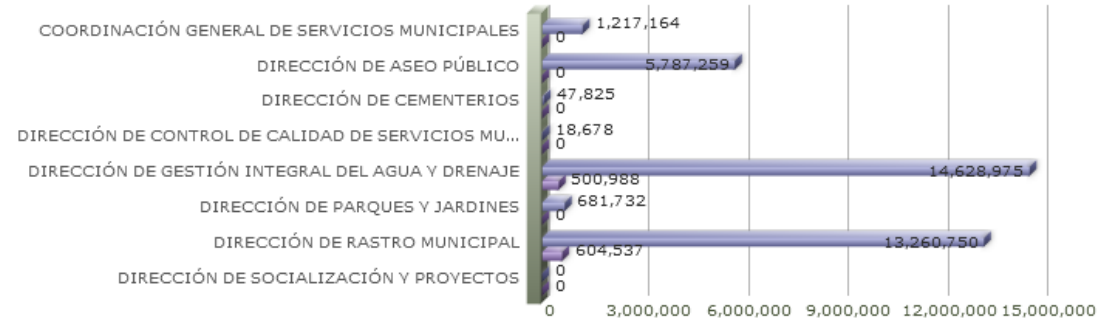 COORDINACIÓN GENERAL DE SERVICIOS MUNICIPALES 1,217,164
0
DIRECCIÓN DE ASEO PÚBLICO 5,787,259
0
DIRECCIÓN DE CEMENTERIOS 47,825
0
DIRECCIÓN DE CONTROL DE CALIDAD DE SERVICIOS MU... 18,678
0
DIRECCIÓN DE GESTIÓN INTEGRAL DEL AGUA Y DRENAJE 14,628,975
500,988
DIRECCIÓN DE PARQUES Y JARDINES 681,732
0
DIRECCIÓN DE RASTRO MUNICIPAL 13,260,750
604,537
DIRECCIÓN DE SOCIALIZACIÓN Y PROYECTOS 0
0
0 3,000,000 6,000,000 9,000,000 12,000,000 15,000,000